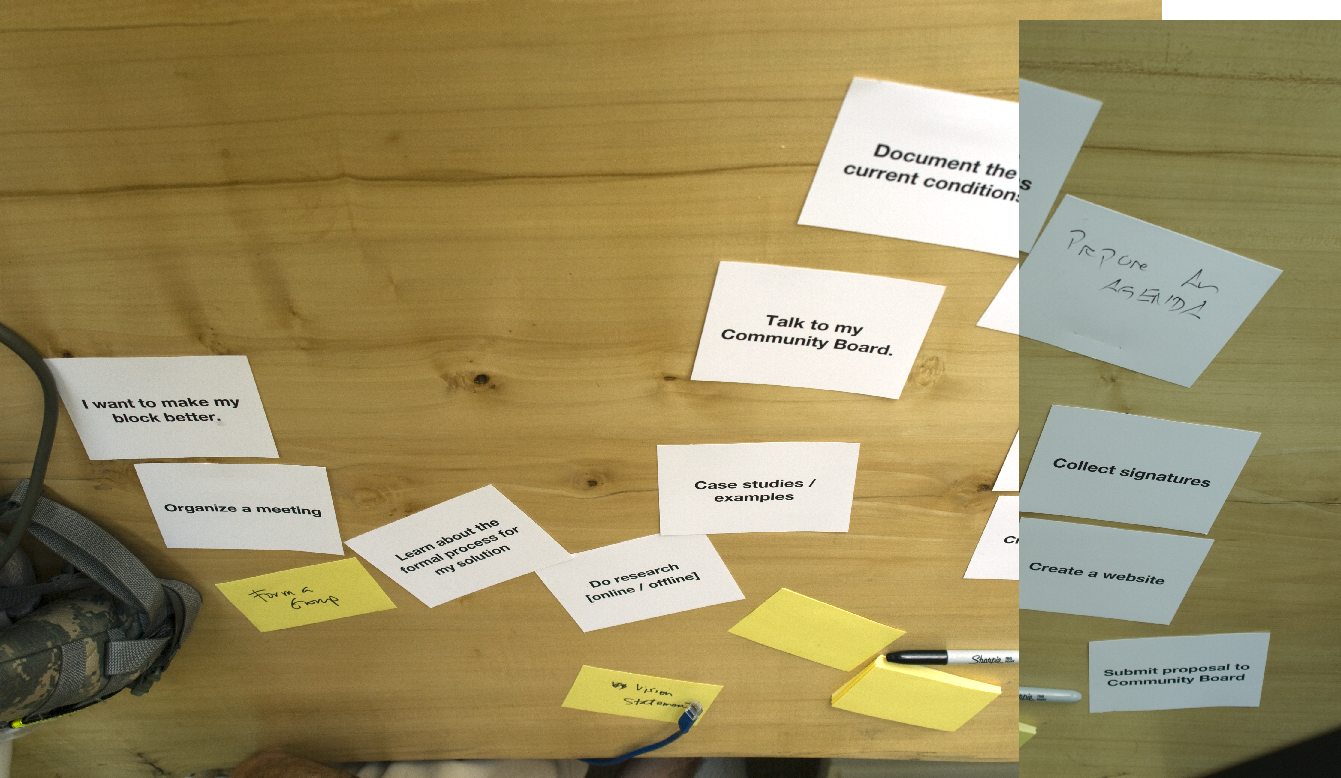 Document the
current conditions
Prepare An
AGENDA
Talk to my
Community Board.
I want to make my
block better.
Collect signatures
Case studies /
examples
Organize a meeting
Learn about the
formal process for
my solution
Do research
[online / offline]
Create a website
Form a
Group
Sharpie
Submit proposal to
Community Board
Vision
Statement